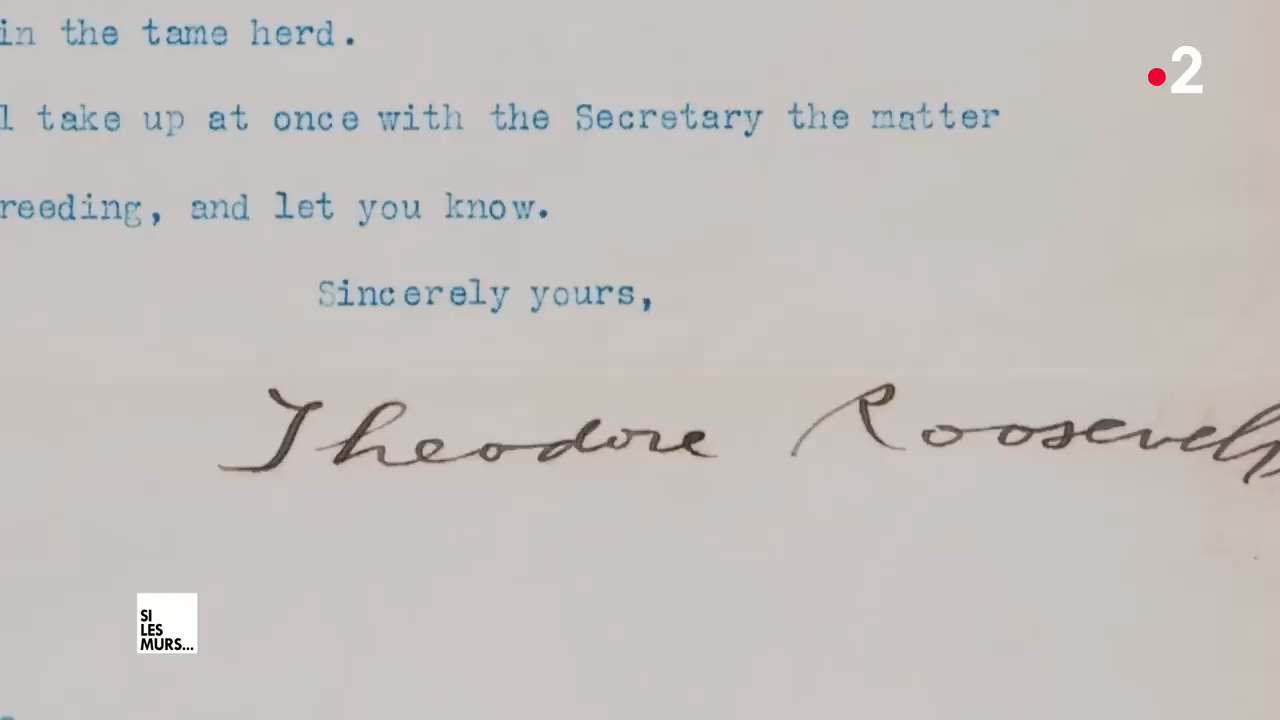 in the tame herd.
2
l take up at once with the Secretary the matter
reeding, and let you know.
Sincerely yours,
Theodore Roosevelt
SI
LES
MURS...